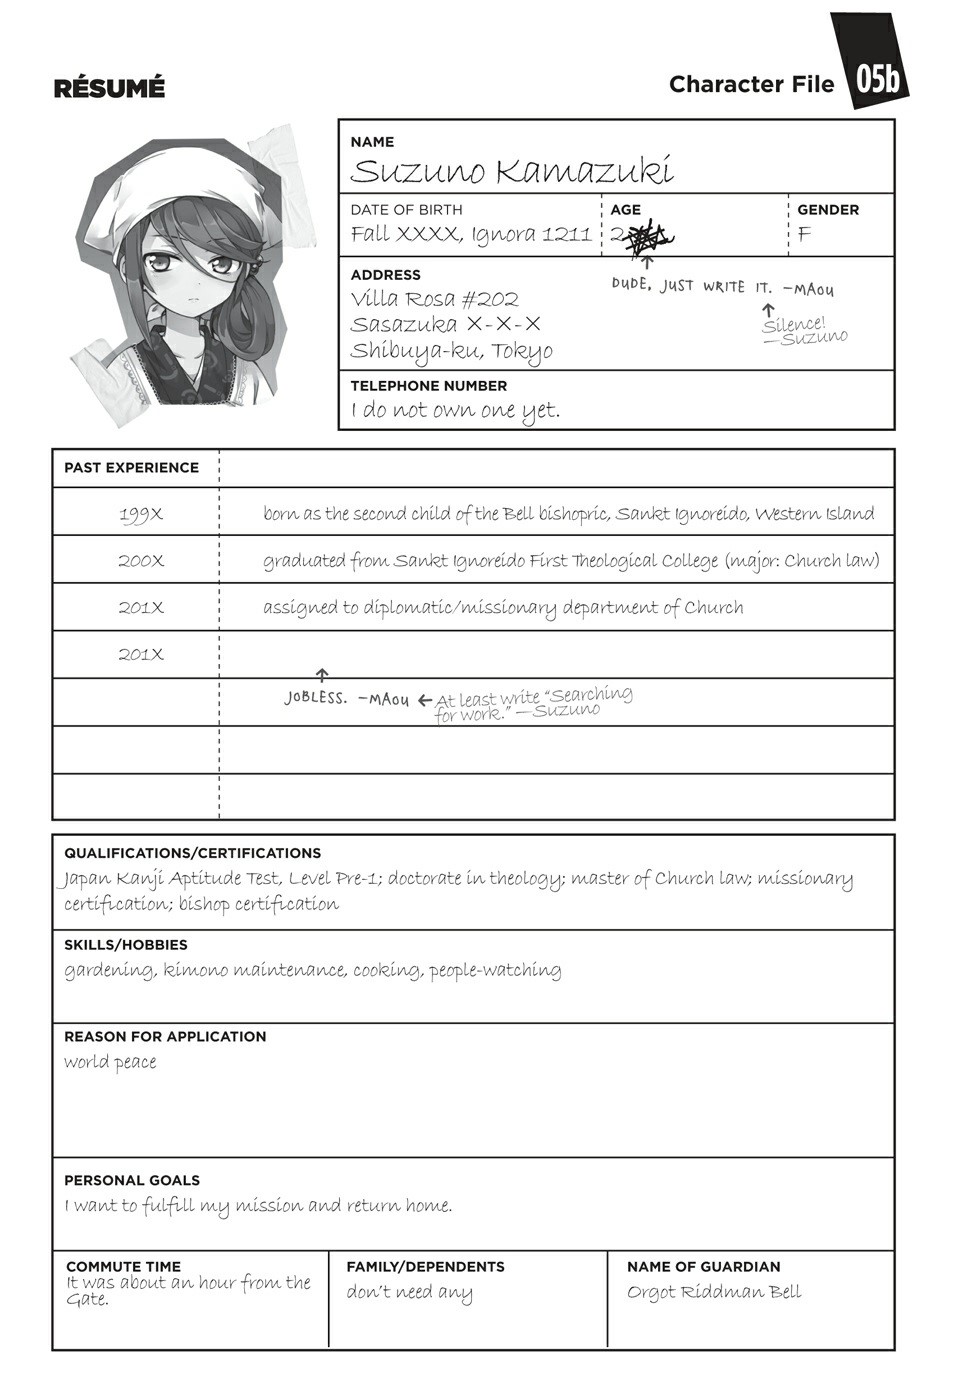 RÉSUMÉ
Character File 05b
NAME
Suzuno Kamazuki
DATE OF BIRTH
Fall XXXX, Ignora 1211
AGE
2
GENDER
F
DUDE, JUST WRITE IT. –MAOU
Silence!
—Suzuno
ADDRESS
Villa Rosa #202
Sasazuka X-X-X
Shibuya-ku, Tokyo
TELEPHONE NUMBER
I do not own one yet.
PAST EXPERIENCE
199X born as the second child of the Bell bishopric, Sankt Ignoreido, Western Island
200X graduated from Sankt Ignoreido First Theological College (major: Church law)
201X assigned to diplomatic/missionary department of Church
201X
JOBLESS. –MAOU
At least write “Searching
for work.” —Suzuno
QUALIFICATIONS/CERTIFICATIONS
Japan Kanji Aptitude Test, Level Pre-1; doctorate in theology; master of Church law; missionary
certification; bishop certification
SKILLS/HOBBIES
gardening, kimono maintenance, cooking, people-watching
REASON FOR APPLICATION
world peace
PERSONAL GOALS
I want to fulfill my mission and return home.
COMMUTE TIME
It was about an hour from the
Gate.
FAMILY/DEPENDENTS
don’t need any
NAME OF GUARDIAN
Orgot Riddman Bell